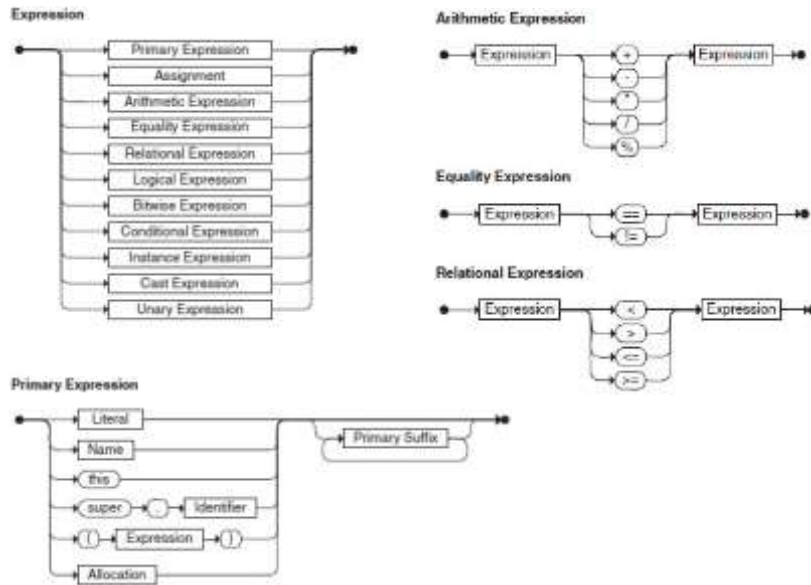 Expression
Primary Expression
Assignment
Arithmetic Expression
Equality Expression
Relational Expression
Logical Expression
Bitwise Expression
Conditional Expression
Instance Expression
Cast Expression
Unary Expression
Arithmetic Expression
Expression + Expression
-
*
/
%
Equality Expression
Expression == Expression
!=
Relational Expression
Expression < Expression
>
<=
>=
Primary Expression
Literal
Primary Suffix
Name
this
super . Identifier
( Expression )
Allocation